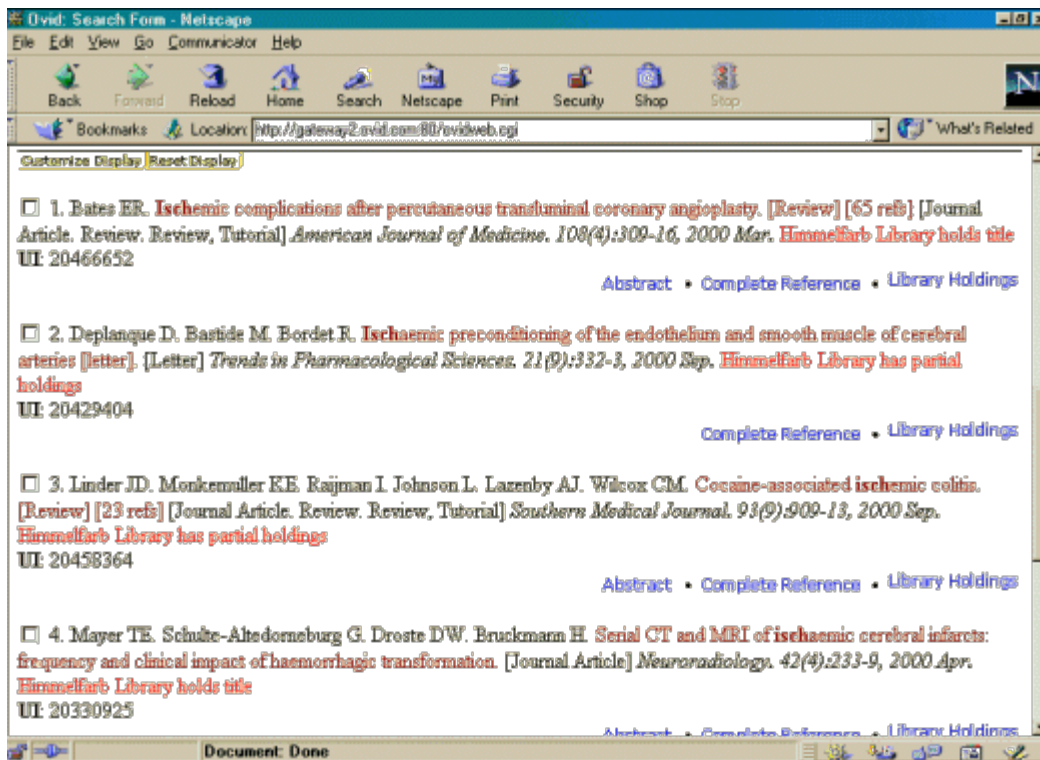 Ovid: Search Form - Netscape
File Edit View Go Communicator Help
Back Forward Reload Home Search Netscape Print Security Shop Stop
Bookmarks Location: http://gateway2.ovid.com:80/ovidweb.cgi What's Related
Customize Display Reset Display
1. Bates ER. Ischemic complications after percutaneous transluminal coronary angioplasty. [Review] [65 refs] [Journal
Article. Review. Review, Tutorial] American Journal of Medicine. 108(4):309-16, 2000 Mar. Himmelfarb Library holds title
UI: 20466652
Abstract • Complete Reference • Library Holdings
2. Deplanque D. Bastide M. Bordet R. Ischaemic preconditioning of the endothelium and smooth muscle of cerebral
arteries [letter]. [Letter] Trends in Pharmacological Sciences. 21(9):332-3, 2000 Sep. Himmelfarb Library has partial
holdings
UI: 20429404
Complete Reference • Library Holdings
3. Linder JD. Monkemuller KE. Raijman I. Johnson L. Lazenby AJ. Wilcox CM. Cocaine-associated ischemic colitis.
[Review] [23 refs] [Journal Article. Review. Review, Tutorial] Southern Medical Journal. 93(9):909-13, 2000 Sep.
Himmelfarb Library has partial holdings
UI: 20458364
Abstract • Complete Reference • Library Holdings
4. Mayer TE. Schulte-Altedorneburg G. Droste DW. Bruckmann H. Serial CT and MRI of ischaemic cerebral infarcts:
frequency and clinical impact of haemorrhagic transformation. [Journal Article] Neuroradiology. 42(4):233-9, 2000 Apr.
Himmelfarb Library holds title
UI: 20330925
Abstract • Complete Reference • Library Holdings
Document: Done